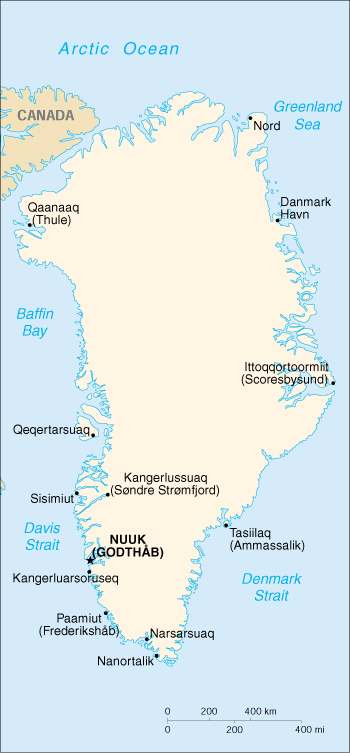 Arctic Ocean
CANADA
Greenland
Sea
Nord
Qaanaaq
(Thule)
Danmark
Havn
Baffin
Bay
Ittoqqortoormiit
(Scoresbysund)
Qeqertarsuaq
Kangerlussuaq
(Søndre Strømfjord)
Sisimiut
Davis
Strait
NUUK
(GODTHÅB)
Tasiilaq
(Ammassalik)
Kangerluarsoruseq
Denmark
Strait
Paamiut
(Frederikshåb)
Narsarsuaq
Nanortalik
0 200 400 km
0 200 400 mi